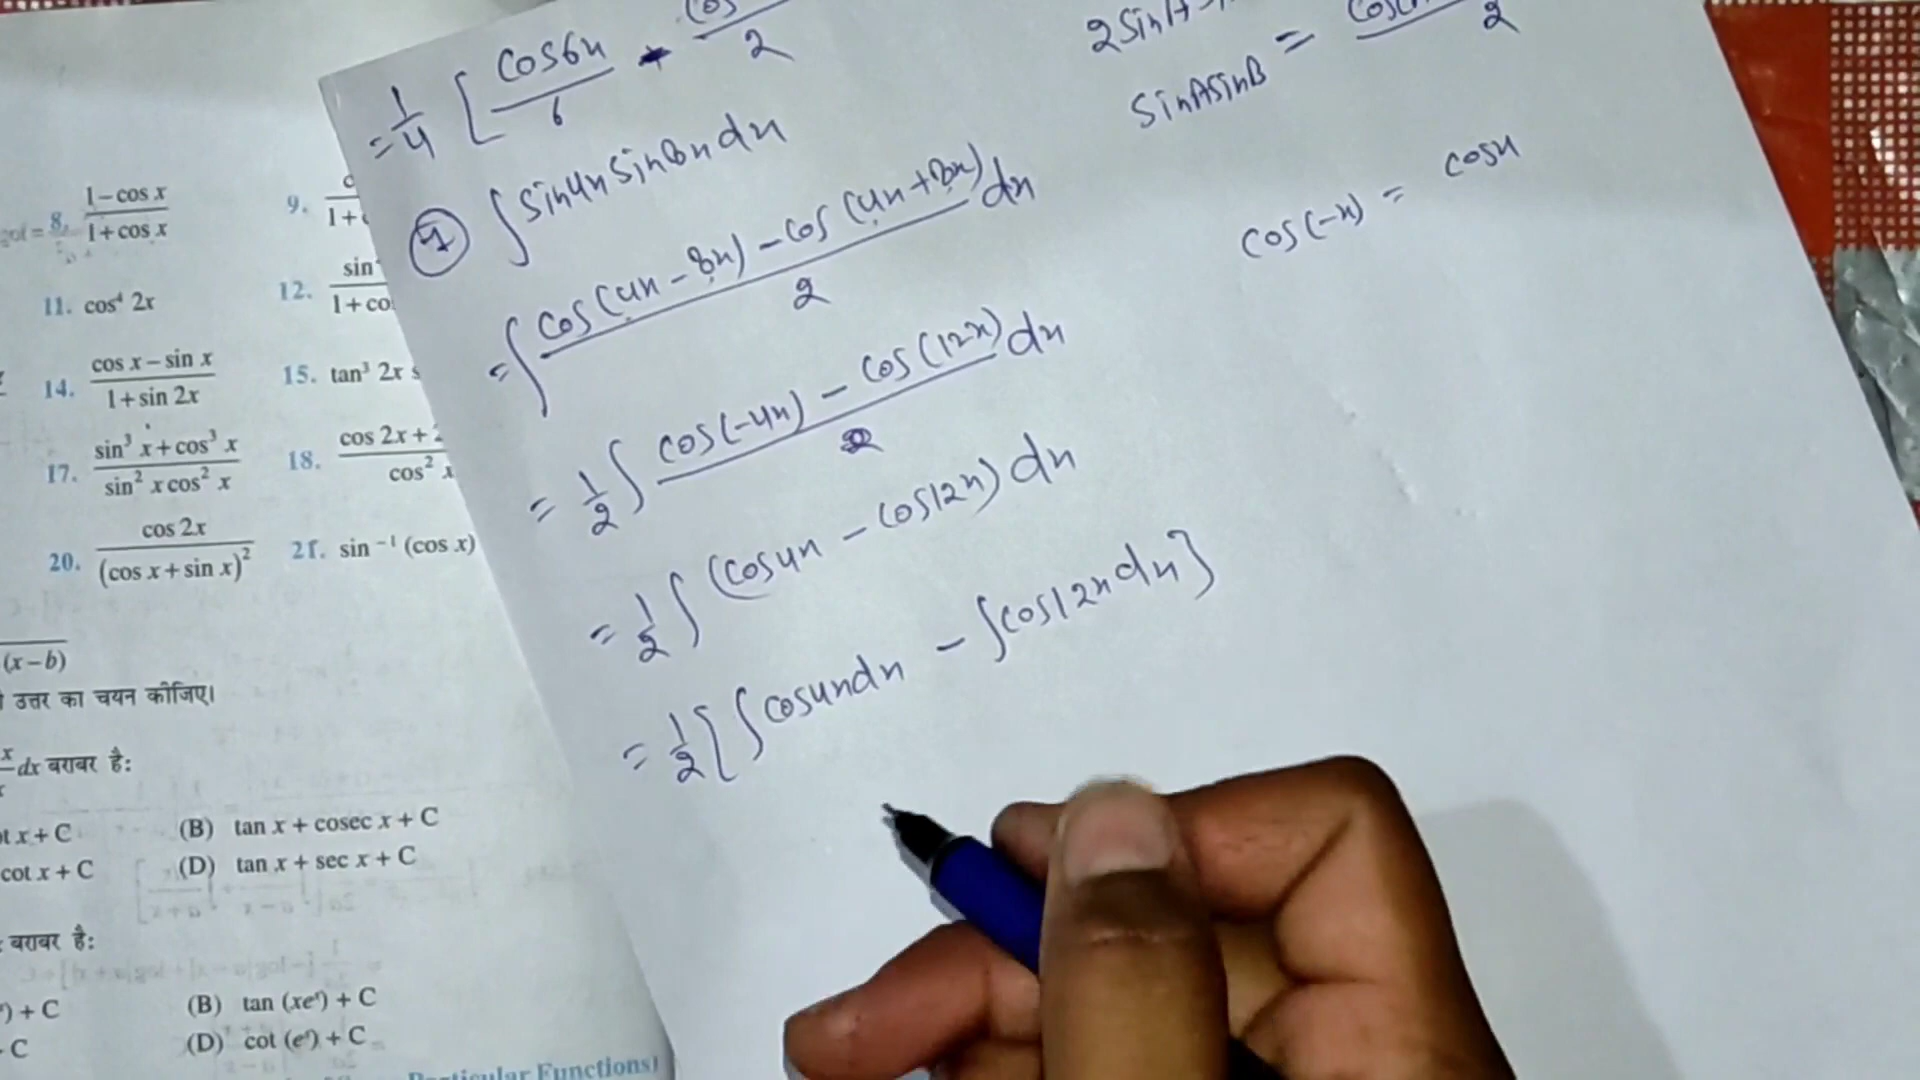 8. 1−cos x / 1+cos x
9.
11. cos⁴ 2x
12.
14. cos x − sin x / 1 + sin 2x
15. tan³ 2x
17. sin³ x + cos³ x / sin² x cos² x
18. cos 2x + / cos²
20. cos 2x / (cos x + sin x)²
21. sin⁻¹ (cos x)
(x−b)
उत्तर का चयन कीजिए।
dx बराबर है:
x + C (B) tan x + cosec x + C
cot x + C (D) tan x + sec x + C
बराबर है:
) + C (B) tan (xeˣ) + C
C (D) cot (eˣ) + C
Functions)
= 1/4 [ cos6x / 6 + cos / 2
2 sinA
sinAsinB = / 2
⑦ ∫ sin4x sin8x dx
cos(-x) = cosx
= ∫ cos(4x - 8x) - cos(4x + 8x) / 2 dx
= 1/2 ∫ cos(-4x) - cos(12x) dx
= 1/2 ∫ (cos4x - cos12x) dx
= 1/2 [ ∫ cos4xdx - ∫ cos12xdx ]